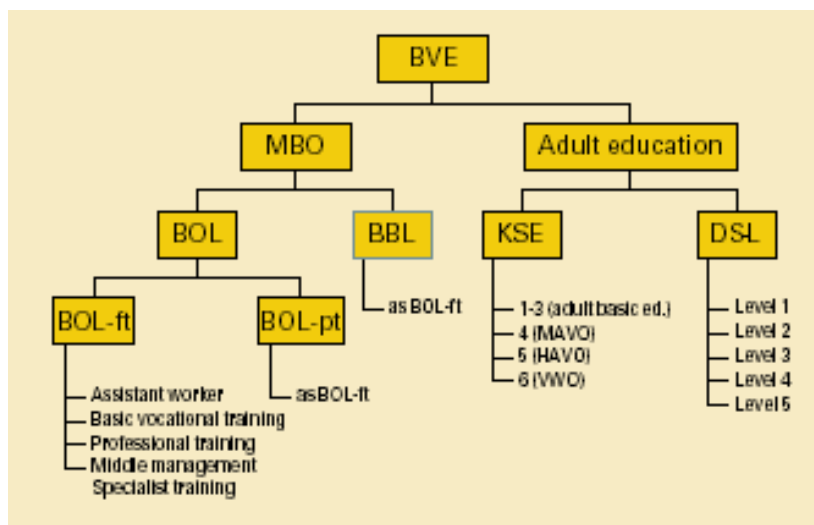 BVE
MBO
Adult education
BOL
BBL
KSE
DS-L
BOL-ft
BOL-pt
as BOL-ft
1-3 (adult basic ed.)
4 (MAVO)
5 (HAVO)
6 (VWO)
Level 1
Level 2
Level 3
Level 4
Level 5
Assistant worker
Basic vocational training
Professional training
Middle management
Specialist training
as BOL-ft